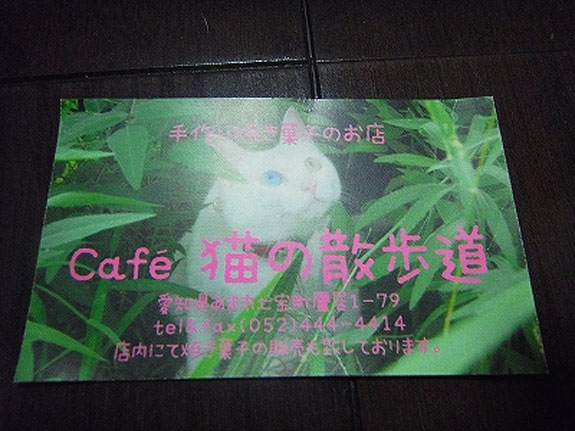 手作り焼き菓子のお店
Café 猫の散歩道
愛知県あま市七宝町鷹居1-79
tel&fax(052)444-4414
店内にて焼き菓子の販売も致しております。